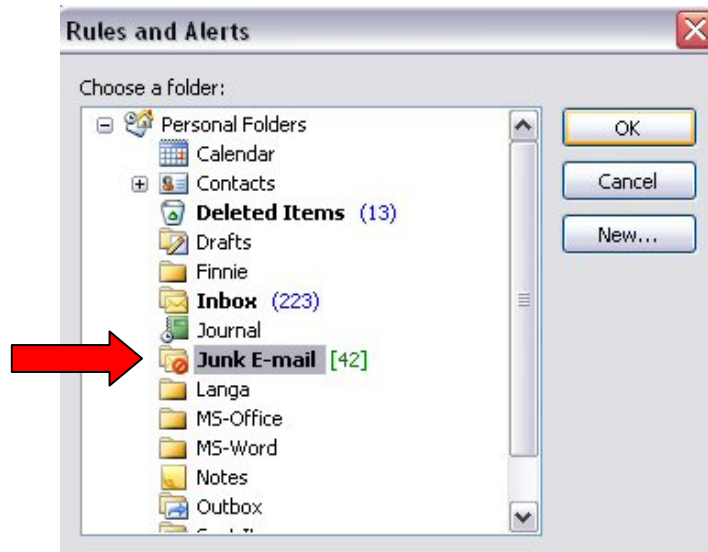 Rules and Alerts
Choose a folder:
Personal Folders
Calendar
Contacts
Deleted Items (13)
Drafts
Finnie
Inbox (223)
Journal
Junk E-mail [42]
Langa
MS-Office
MS-Word
Notes
Outbox
OK
Cancel
New...